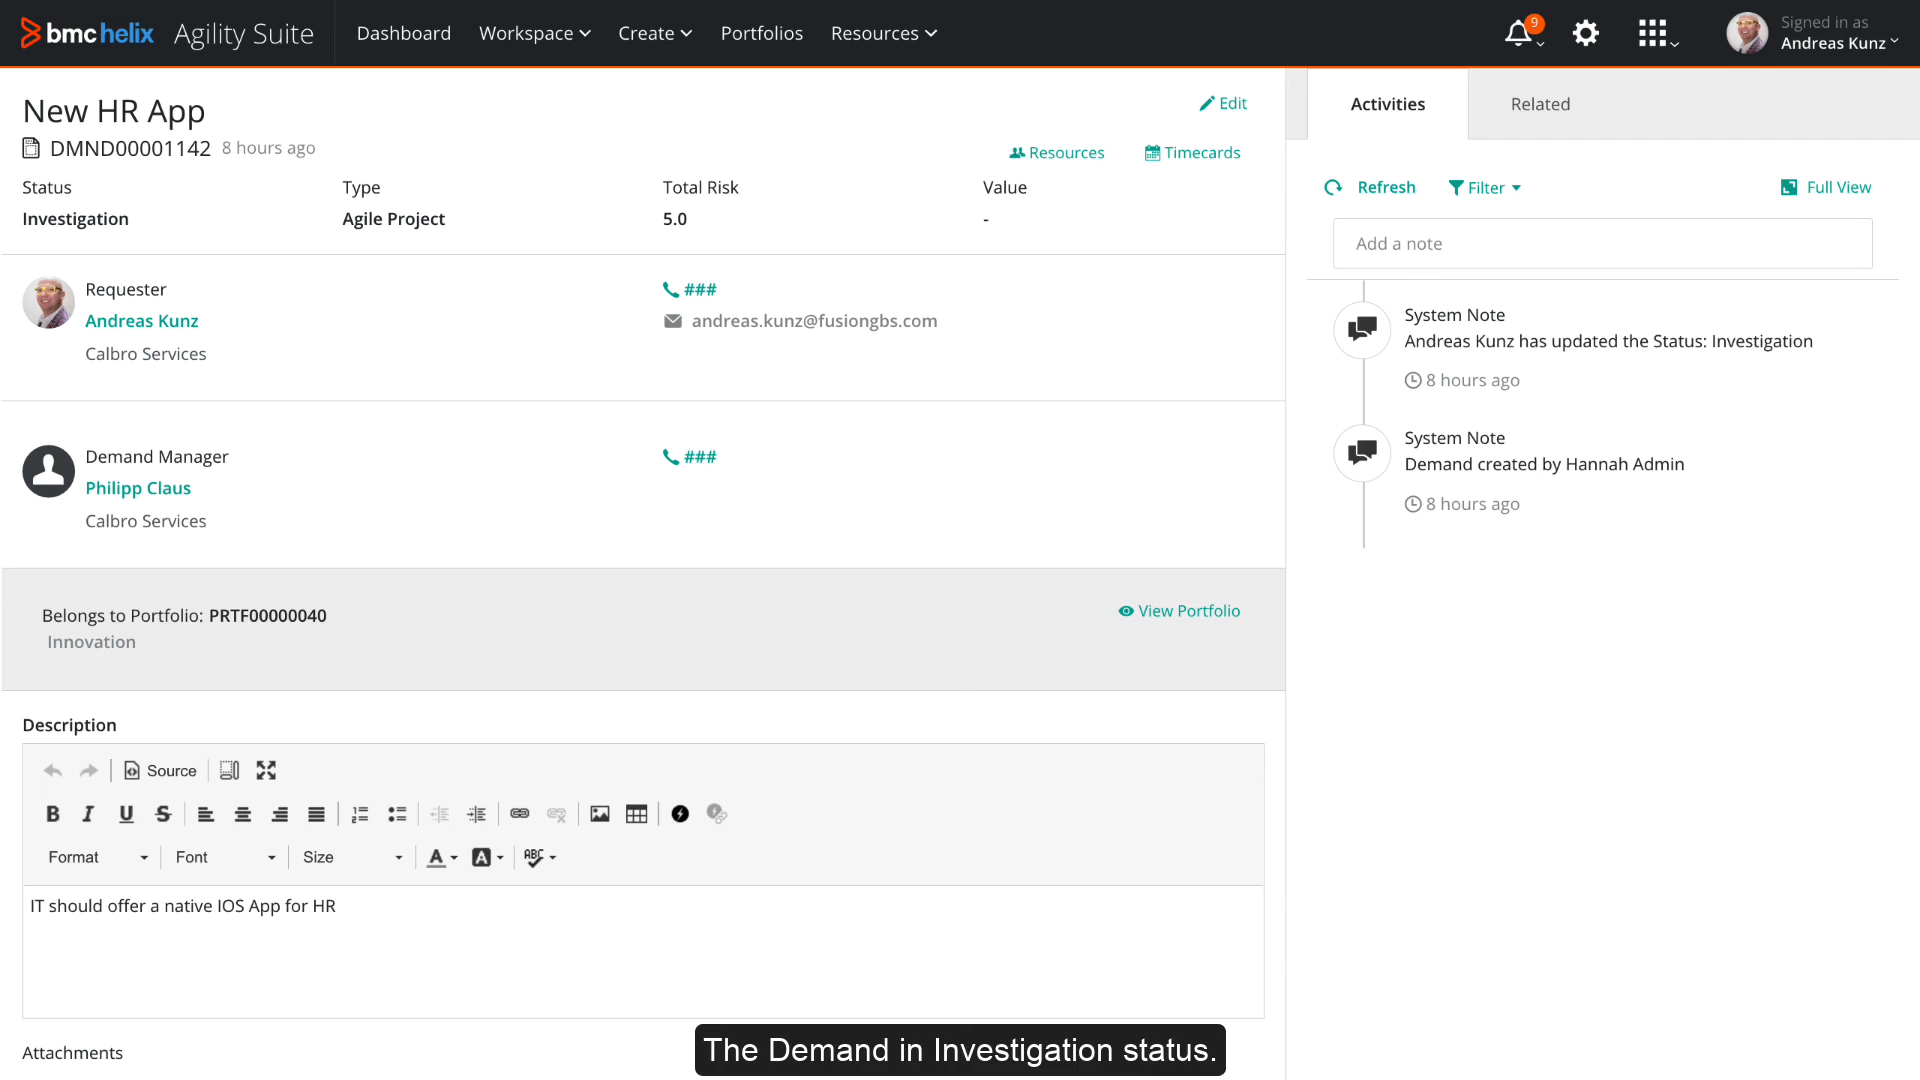 bmc helix Agility Suite
Dashboard
Workspace
Create
Portfolios
Resources
9
Signed in as
Andreas Kunz
New HR App
Edit
DMND00001142 8 hours ago
Resources
Timecards
Status
Investigation
Type
Agile Project
Total Risk
5.0
Value
-
Requester
Andreas Kunz
Calbro Services
###
andreas.kunz@fusiongbs.com
Demand Manager
Philipp Claus
Calbro Services
###
Belongs to Portfolio: PRTF00000040
Innovation
View Portfolio
Description
Source
B I U S
Format
Font
Size
A
A
ABC
IT should offer a native IOS App for HR
Attachments
Activities
Related
Refresh
Filter
Full View
Add a note
System Note
Andreas Kunz has updated the Status: Investigation
8 hours ago
System Note
Demand created by Hannah Admin
8 hours ago
The Demand in Investigation status.